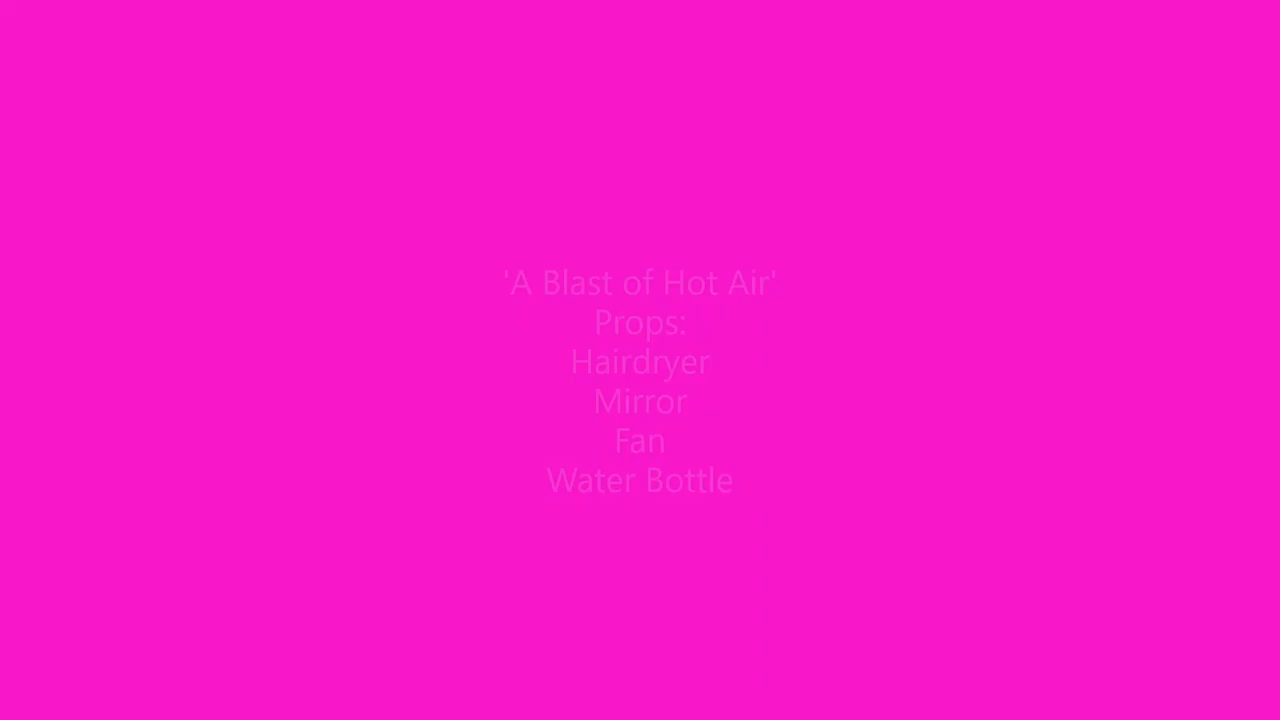 'A Blast of Hot Air'
Props:
Hairdryer
Mirror
Fan
Water Bottle